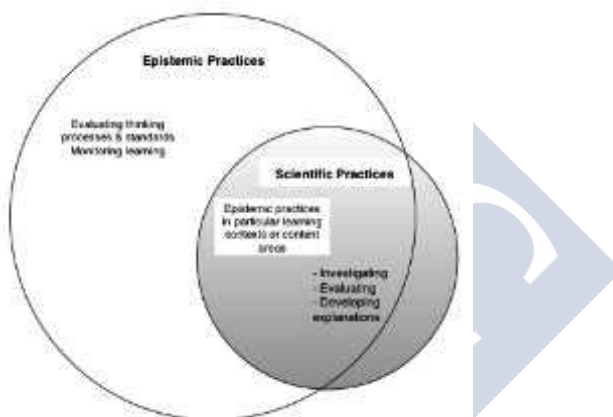 Epistemic Practices
Evaluating thinking
processes & standards
Monitoring learning
Scientific Practices
Epistemic practices
in particular learning
contexts or content
areas
- Investigating
- Evaluating
- Developing
explanations